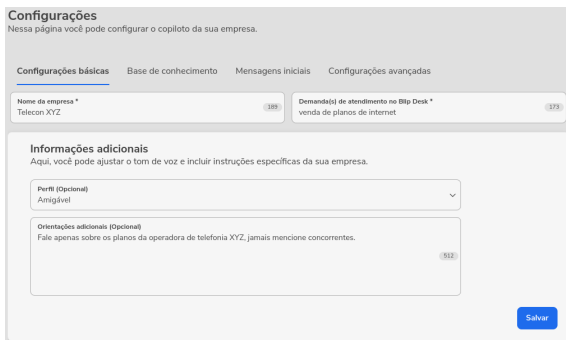 Configurações
Nessa página você pode configurar o copiloto da sua empresa.
Configurações básicas Base de conhecimento Mensagens iniciais Configurações avançadas
Nome da empresa * Demanda(s) de atendimento no Blip Desk *
Telecon XYZ 189 venda de planos de internet 173
Informações adicionais
Aqui, você pode ajustar o tom de voz e incluir instruções específicas da sua empresa.
Perfil (Opcional)
Amigável
Orientações adicionais (Opcional)
Fale apenas sobre os planos da operadora de telefonia XYZ, jamais mencione concorrentes.
512
Salvar